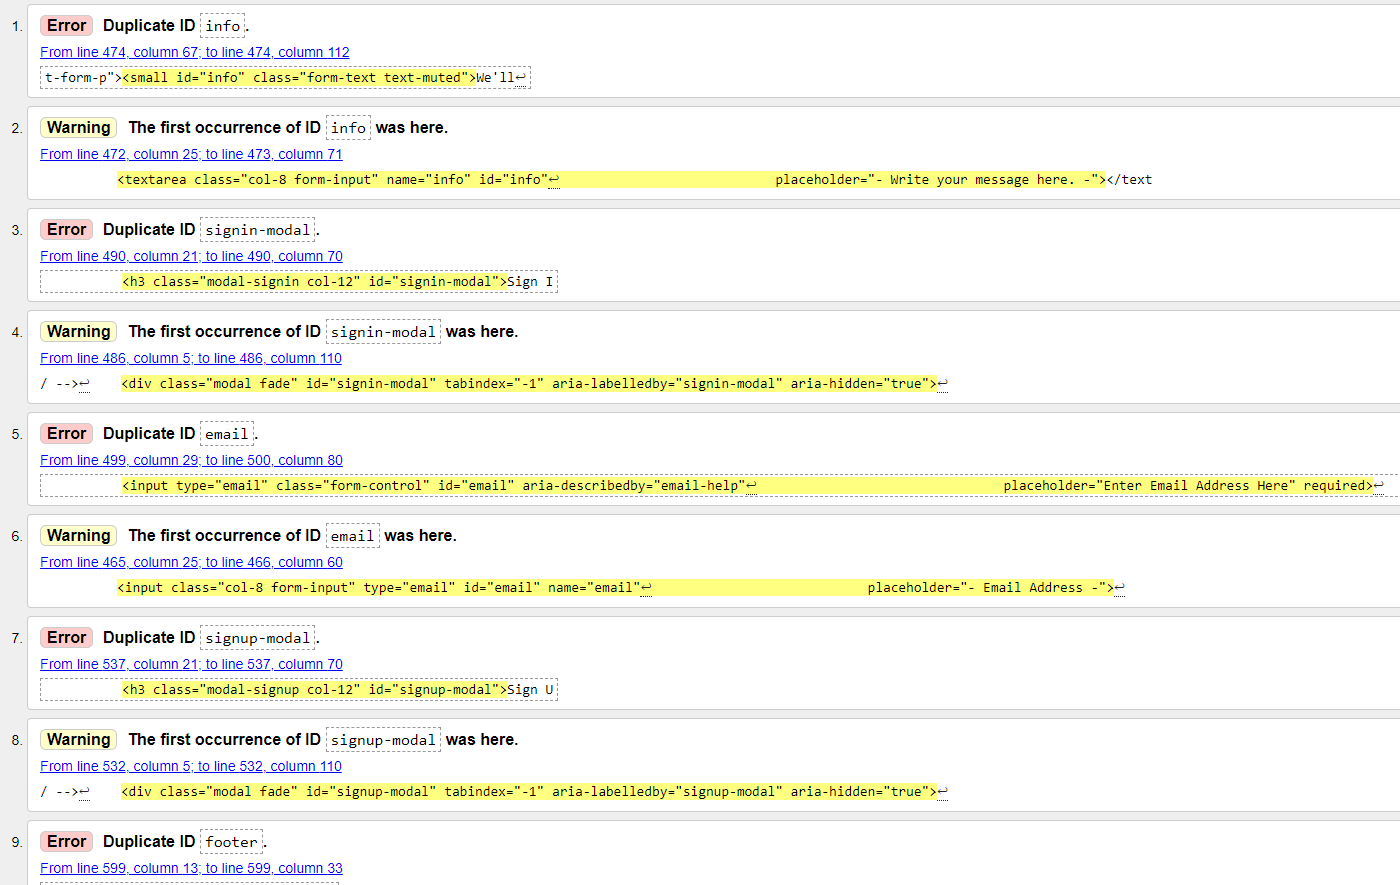 1. Error Duplicate ID info.
From line 474, column 67; to line 474, column 112
t-form-p"><small id="info" class="form-text text-muted">We'll↩
2. Warning The first occurrence of ID info was here.
From line 472, column 25; to line 473, column 71
<textarea class="col-8 form-input" name="info" id="info"↩ placeholder="- Write your message here. -"></text
3. Error Duplicate ID signin-modal.
From line 490, column 21; to line 490, column 70
<h3 class="modal-signin col-12" id="signin-modal">Sign I
4. Warning The first occurrence of ID signin-modal was here.
From line 486, column 5; to line 486, column 110
/ -->↩ <div class="modal fade" id="signin-modal" tabindex="-1" aria-labelledby="signin-modal" aria-hidden="true">↩
5. Error Duplicate ID email.
From line 499, column 29; to line 500, column 80
<input type="email" class="form-control" id="email" aria-describedby="email-help"↩ placeholder="Enter Email Address Here" required>↩
6. Warning The first occurrence of ID email was here.
From line 465, column 25; to line 466, column 60
<input class="col-8 form-input" type="email" id="email" name="email"↩ placeholder="- Email Address -">↩
7. Error Duplicate ID signup-modal.
From line 537, column 21; to line 537, column 70
<h3 class="modal-signup col-12" id="signup-modal">Sign U
8. Warning The first occurrence of ID signup-modal was here.
From line 532, column 5; to line 532, column 110
/ -->↩ <div class="modal fade" id="signup-modal" tabindex="-1" aria-labelledby="signup-modal" aria-hidden="true">↩
9. Error Duplicate ID footer.
From line 599, column 13; to line 599, column 33